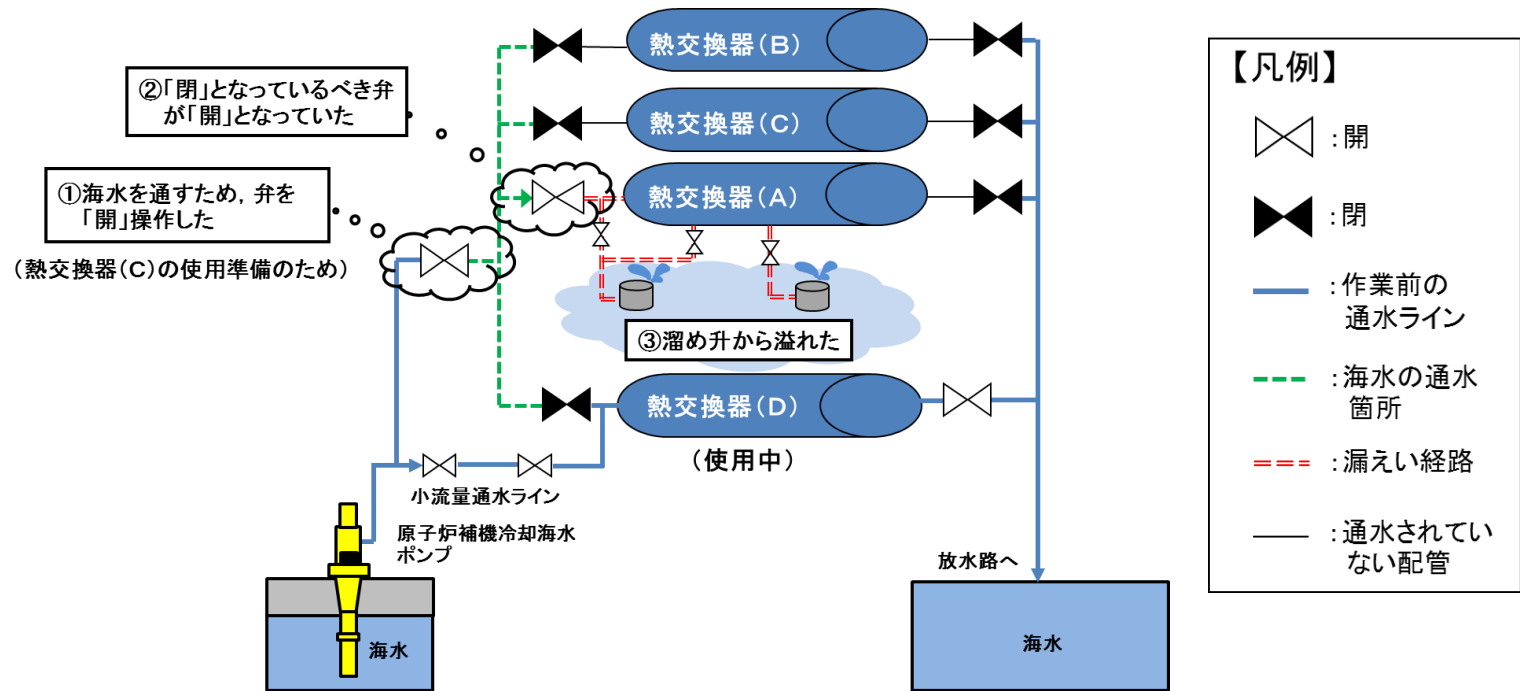 熱交換器(B)
②「閉」となっているべき弁
が「開」となっていた
熱交換器(C)
①海水を通すため，弁を
「開」操作した
(熱交換器(C)の使用準備のため)
熱交換器(A)
③溜め升から溢れた
熱交換器(D)
(使用中)
小流量通水ライン
原子炉補機冷却海水
ポンプ
海水
放水路へ
海水
【凡例】
：開
：閉
：作業前の
通水ライン
：海水の通水
箇所
：漏えい経路
：通水されてい
ない配管